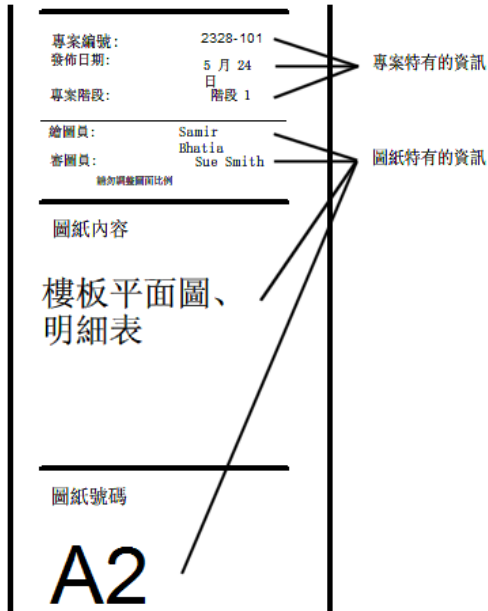 專案編號: 2328-101
發佈日期: 5 月 24
日
專案階段: 階段 1
專案特有的資訊
繪圖員: Samir
Bhatia
審圖員: Sue Smith
圖紙特有的資訊
請勿調整圖面比例
圖紙內容
樓板平面圖、
明細表
圖紙號碼
A2